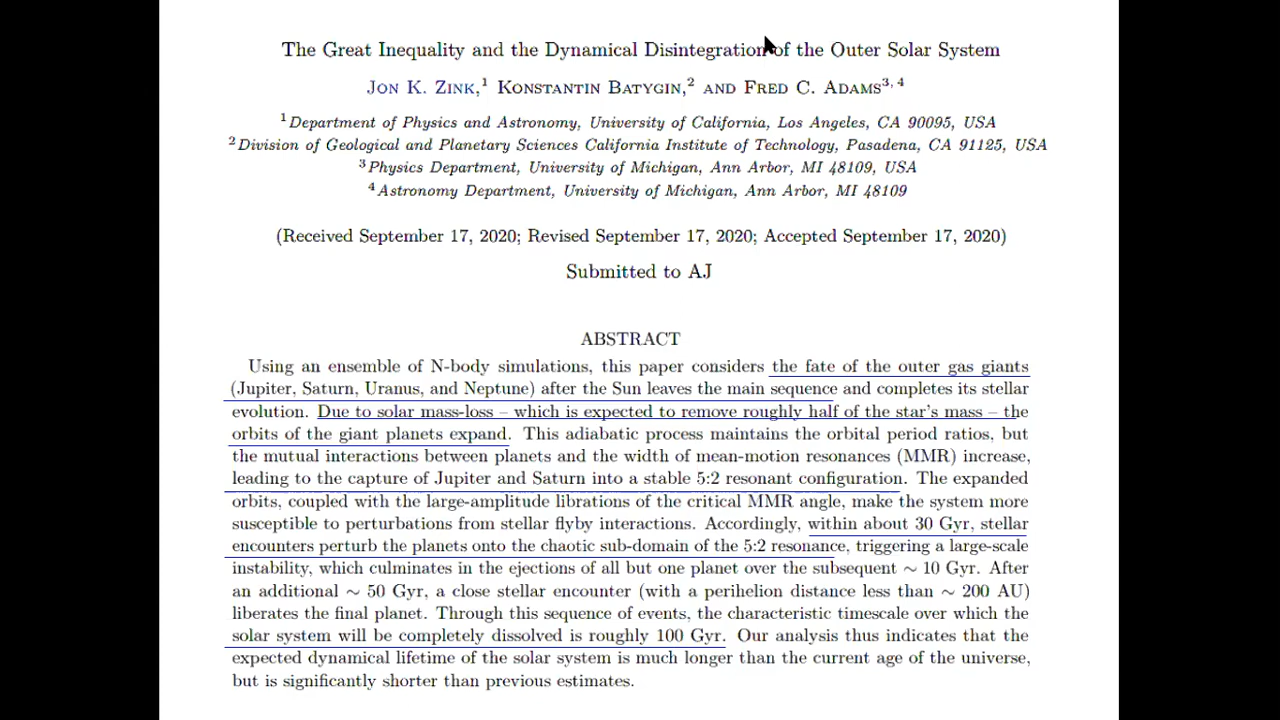 The Great Inequality and the Dynamical Disintegration of the Outer Solar System
Jon K. Zink,1 Konstantin Batygin,2 and Fred C. Adams3,4
1Department of Physics and Astronomy, University of California, Los Angeles, CA 90095, USA
2Division of Geological and Planetary Sciences California Institute of Technology, Pasadena, CA 91125, USA
3Physics Department, University of Michigan, Ann Arbor, MI 48109, USA
4Astronomy Department, University of Michigan, Ann Arbor, MI 48109
(Received September 17, 2020; Revised September 17, 2020; Accepted September 17, 2020)
Submitted to AJ
ABSTRACT
Using an ensemble of N-body simulations, this paper considers the fate of the outer gas giants
(Jupiter, Saturn, Uranus, and Neptune) after the Sun leaves the main sequence and completes its stellar
evolution. Due to solar mass-loss – which is expected to remove roughly half of the star's mass – the
orbits of the giant planets expand. This adiabatic process maintains the orbital period ratios, but
the mutual interactions between planets and the width of mean-motion resonances (MMR) increase,
leading to the capture of Jupiter and Saturn into a stable 5:2 resonant configuration. The expanded
orbits, coupled with the large-amplitude librations of the critical MMR angle, make the system more
susceptible to perturbations from stellar flyby interactions. Accordingly, within about 30 Gyr, stellar
encounters perturb the planets onto the chaotic sub-domain of the 5:2 resonance, triggering a large-scale
instability, which culminates in the ejections of all but one planet over the subsequent ∼ 10 Gyr. After
an additional ∼ 50 Gyr, a close stellar encounter (with a perihelion distance less than ∼ 200 AU)
liberates the final planet. Through this sequence of events, the characteristic timescale over which the
solar system will be completely dissolved is roughly 100 Gyr. Our analysis thus indicates that the
expected dynamical lifetime of the solar system is much longer than the current age of the universe,
but is significantly shorter than previous estimates.